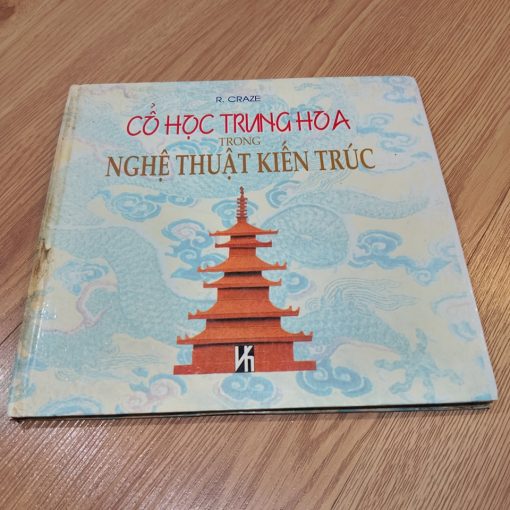 R. CRAZE
CỔ HỌC TRUNG HOA
TRONG
NGHỆ THUẬT KIẾN TRÚC